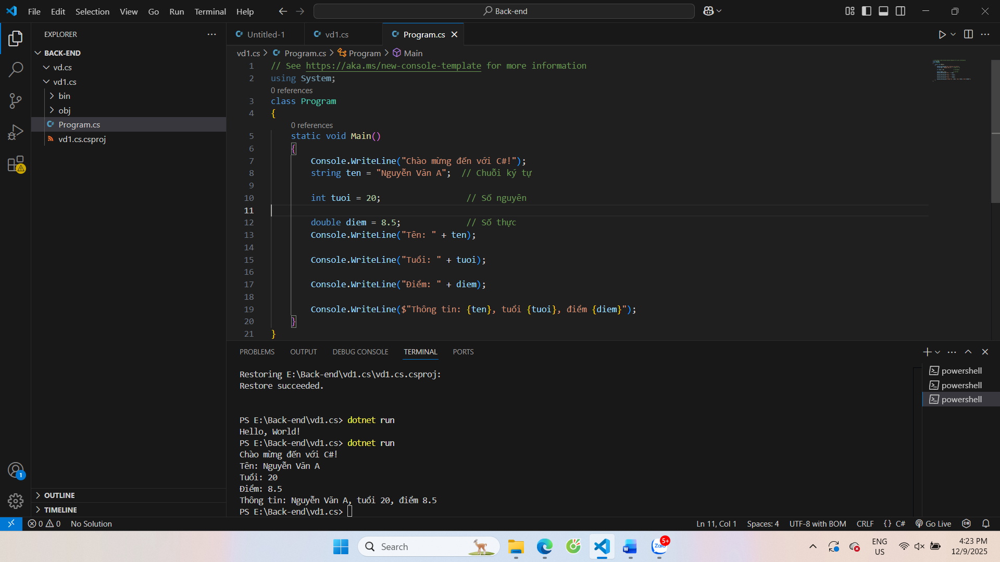 File Edit Selection View Go Run Terminal Help
Back-end
EXPLORER
BACK-END
vd.cs
vd1.cs
bin
obj
Program.cs
vd1.cs.csproj
OUTLINE
TIMELINE
Untitled-1
vd1.cs
Program.cs
vd1.cs > Program.cs > Program > Main
1 // See https://aka.ms/new-console-template for more information
2 using System;
0 references
3 class Program
4 {
0 references
5 static void Main()
6 {
7 Console.WriteLine("Chào mừng đến với C#!");
8 string ten = "Nguyễn Văn A"; // Chuỗi ký tự
9
10 int tuoi = 20; // Số nguyên
11
12 double diem = 8.5; // Số thực
13 Console.WriteLine("Tên: " + ten);
14
15 Console.WriteLine("Tuổi: " + tuoi);
16
17 Console.WriteLine("Điểm: " + diem);
18
19 Console.WriteLine($"Thông tin: {ten}, tuổi {tuoi}, điểm {diem}");
20 }
21 }
PROBLEMS OUTPUT DEBUG CONSOLE TERMINAL PORTS
Restoring E:\Back-end\vd1.cs\vd1.cs.csproj:
Restore succeeded.
PS E:\Back-end\vd1.cs> dotnet run
Hello, World!
PS E:\Back-end\vd1.cs> dotnet run
Chào mừng đến với C#!
Tên: Nguyễn Văn A
Tuổi: 20
Điểm: 8.5
Thông tin: Nguyễn Văn A, tuổi 20, điểm 8.5
PS E:\Back-end\vd1.cs>
powershell
powershell
powershell
1
0 0 No Solution
Ln 11, Col 1 Spaces: 4 UTF-8 with BOM CRLF {} C# Go Live
Search
Zalo
5+
ENG
US
4:23 PM
12/9/2025